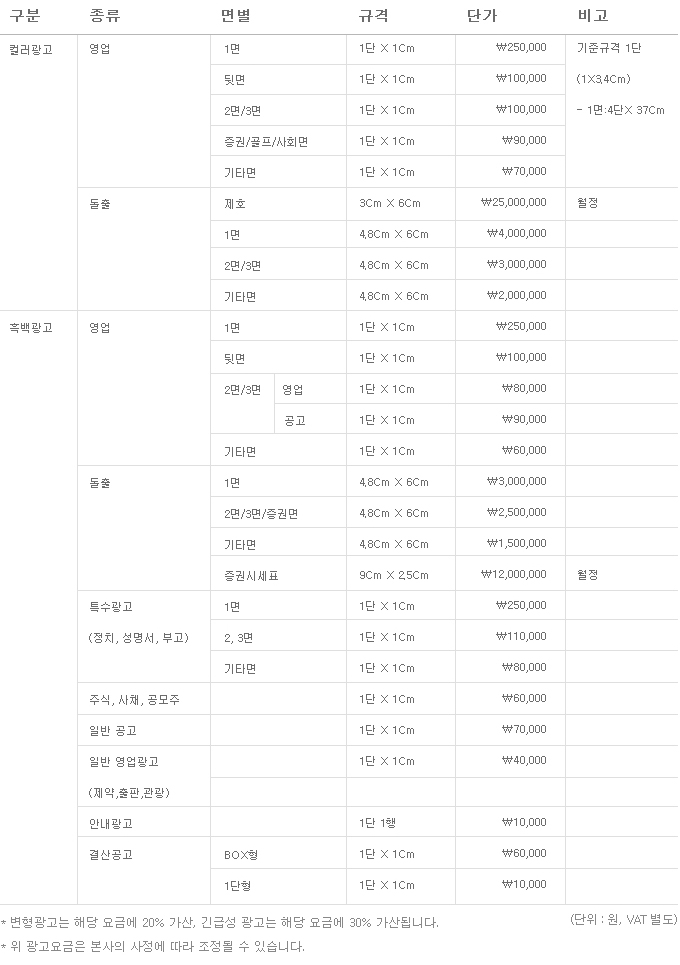 구분 종류 면별 규격 단가 비고
컬러광고 영업 1면 1단 X 1Cm ₩250,000 기준규격 1단
뒷면 1단 X 1Cm ₩100,000 (1X3.4Cm)
2면/3면 1단 X 1Cm ₩100,000 - 1면:4단X 37Cm
증권/골프/사회면 1단 X 1Cm ₩90,000
기타면 1단 X 1Cm ₩70,000
돌출 제호 3Cm X 6Cm ₩25,000,000 월정
1면 4.8Cm X 6Cm ₩4,000,000
2면/3면 4.8Cm X 6Cm ₩3,000,000
기타면 4.8Cm X 6Cm ₩2,000,000
흑백광고 영업 1면 1단 X 1Cm ₩250,000
뒷면 1단 X 1Cm ₩100,000
2면/3면 영업 1단 X 1Cm ₩80,000
공고 1단 X 1Cm ₩90,000
기타면 1단 X 1Cm ₩60,000
돌출 1면 4.8Cm X 6Cm ₩3,000,000
2면/3면/증권면 4.8Cm X 6Cm ₩2,500,000
기타면 4.8Cm X 6Cm ₩1,500,000
증권시세표 9Cm X 2.5Cm ₩12,000,000 월정
특수광고 1면 1단 X 1Cm ₩250,000
(정치, 성명서, 부고) 2, 3면 1단 X 1Cm ₩110,000
기타면 1단 X 1Cm ₩80,000
주식, 사채, 공모주 1단 X 1Cm ₩60,000
일반 공고 1단 X 1Cm ₩70,000
일반 영업광고 1단 X 1Cm ₩40,000
(제약,출판,관광)
안내광고 1단 1행 ₩10,000
결산공고 BOX형 1단 X 1Cm ₩60,000
1단형 1단 X 1Cm ₩10,000
* 변형광고는 해당 요금에 20% 가산, 긴급성 광고는 해당 요금에 30% 가산됩니다. (단위 : 원, VAT 별도)
* 위 광고요금은 본사의 사정에 따라 조정될 수 있습니다.